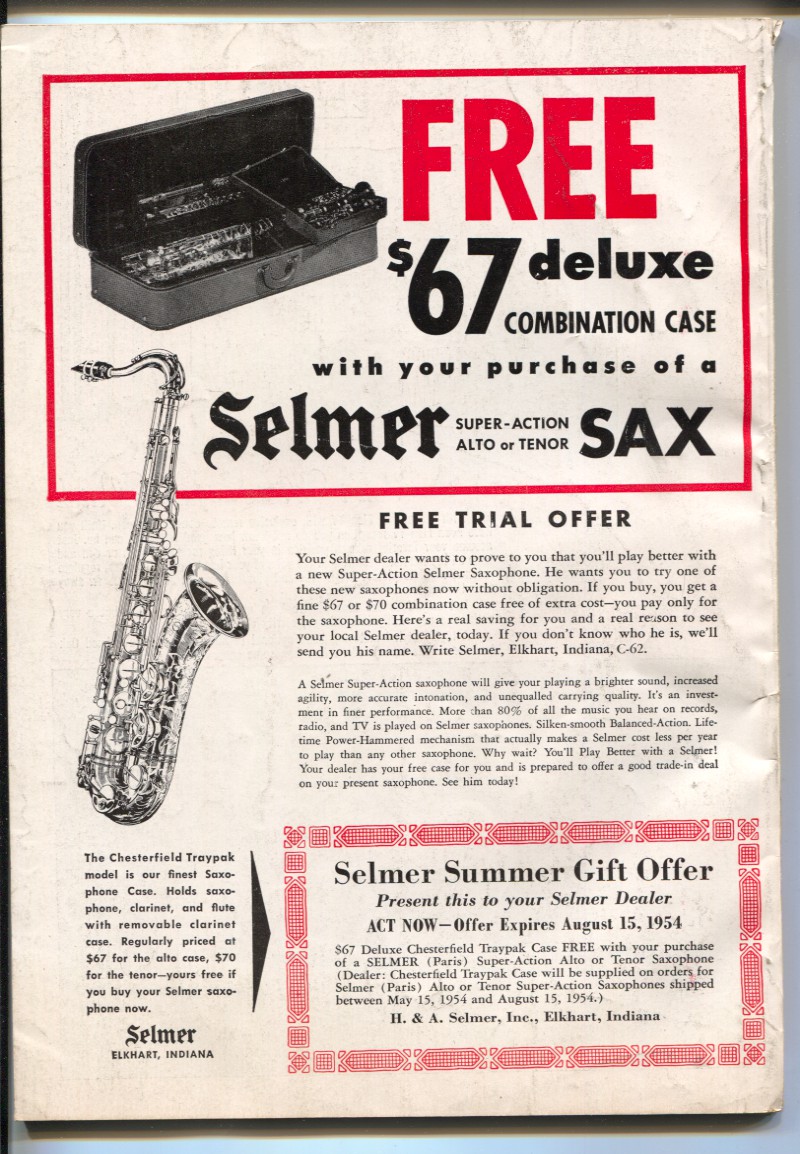 FREE
$67 deluxe
COMBINATION CASE
with your purchase of a
Selmer SUPER-ACTION ALTO or TENOR SAX
FREE TRIAL OFFER
Your Selmer dealer wants to prove to you that you'll play better with
a new Super-Action Selmer Saxophone. He wants you to try one of
these new saxophones now without obligation. If you buy, you get a
fine $67 or $70 combination case free of extra cost—you pay only for
the saxophone. Here's a real saving for you and a real reason to see
your local Selmer dealer, today. If you don't know who he is, we'll
send you his name. Write Selmer, Elkhart, Indiana, C-62.
A Selmer Super-Action saxophone will give your playing a brighter sound, increased
agility, more accurate intonation, and unequalled carrying quality. It's an invest-
ment in finer performance. More than 80% of all the music you hear on records,
radio, and TV is played on Selmer saxophones. Silken-smooth Balanced-Action. Life-
time Power-Hammered mechanism that actually makes a Selmer cost less per year
to play than any other saxophone. Why wait? You'll Play Better with a Selmer!
Your dealer has your free case for you and is prepared to offer a good trade-in deal
on your present saxophone. See him today!
The Chesterfield Traypak
model is our finest Saxo-
phone Case. Holds saxo-
phone, clarinet, and flute
with removable clarinet
case. Regularly priced at
$67 for the alto case, $70
for the tenor—yours free if
you buy your Selmer saxo-
phone now.
Selmer
ELKHART, INDIANA
Selmer Summer Gift Offer
Present this to your Selmer Dealer
ACT NOW—Offer Expires August 15, 1954
$67 Deluxe Chesterfield Traypak Case FREE with your purchase
of a SELMER (Paris) Super-Action Alto or Tenor Saxophone
(Dealer: Chesterfield Traypak Case will be supplied on orders for
Selmer (Paris) Alto or Tenor Super-Action Saxophones shipped
between May 15, 1954 and August 15, 1954.)
H. & A. Selmer, Inc., Elkhart, Indiana